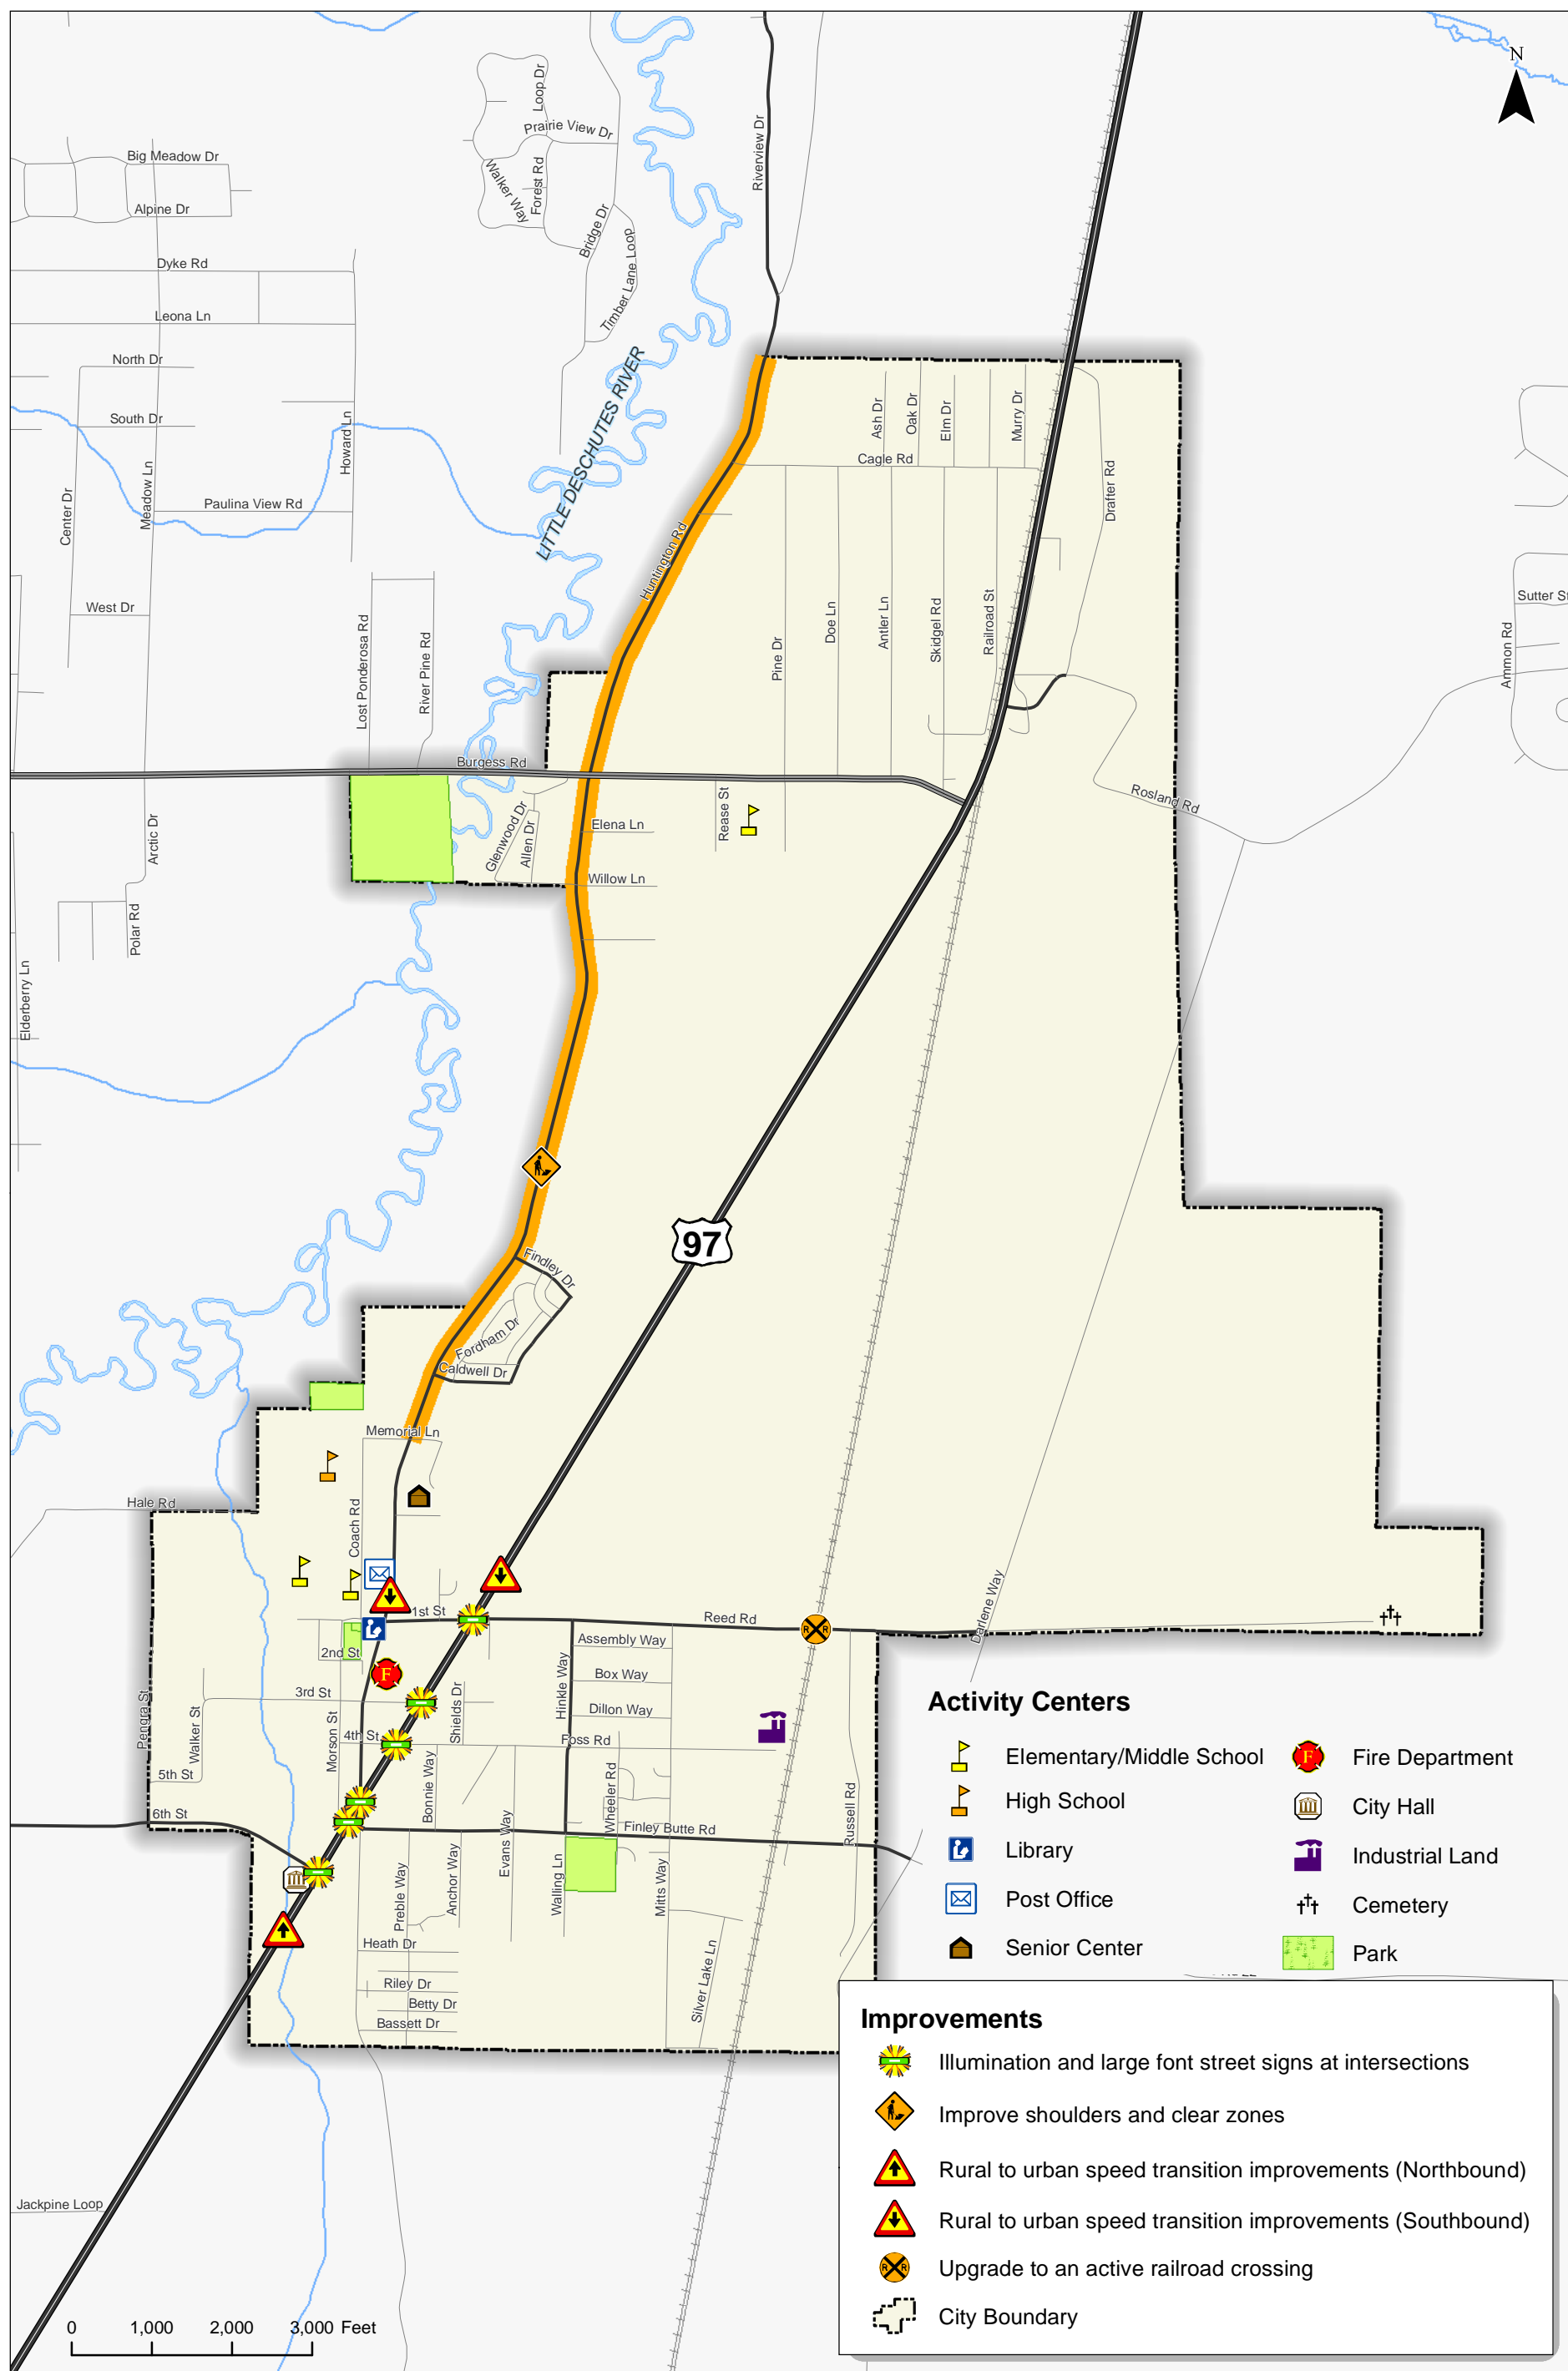 N
Loop Dr
Prairie View Dr
Riverview Dr
Big Meadow Dr
Walker Way
Forest Rd
Alpine Dr
Bridge Dr
Timber Lane Loop
Dyke Rd
Leona Ln
North Dr
LITTLE DESCHUTES RIVER
Ash Dr
Oak Dr
Elm Dr
Murry Dr
South Dr
Howard Ln
Cagle Rd
Drafter Rd
Meadow Ln
Center Dr
Paulina View Rd
Huntington Rd
West Dr
Sutter St
Lost Ponderosa Rd
River Pine Rd
Pine Dr
Doe Ln
Antler Ln
Skidgel Rd
Railroad St
Ammon Rd
Burgess Rd
Rosland Rd
Arctic Dr
Glenwood Dr
Allen Dr
Elena Ln
Rease St
Willow Ln
Polar Rd
Elderberry Ln
97
Findley Dr
Fordham Dr
Caldwell Dr
Memorial Ln
Hale Rd
Coach Rd
Darlene Way
1st St
Reed Rd
R R
2nd St
Assembly Way
F
Box Way
Hinkle Way
3rd St
Dillon Way
Pengra St
Walker St
Morson St
4th St
Shields Dr
Foss Rd
5th St
Bonnie Way
Wheeler Rd
Russell Rd
6th St
Evans Way
Finley Butte Rd
Preble Way
Anchor Way
Walling Ln
Mitts Way
Heath Dr
Silver Lake Ln
Riley Dr
Betty Dr
Bassett Dr
Jackpine Loop
0 1,000 2,000 3,000 Feet
Activity Centers
Elementary/Middle School
High School
Library
Post Office
Senior Center
F Fire Department
City Hall
Industrial Land
Cemetery
Park
Improvements
Illumination and large font street signs at intersections
Improve shoulders and clear zones
Rural to urban speed transition improvements (Northbound)
Rural to urban speed transition improvements (Southbound)
R R Upgrade to an active railroad crossing
City Boundary